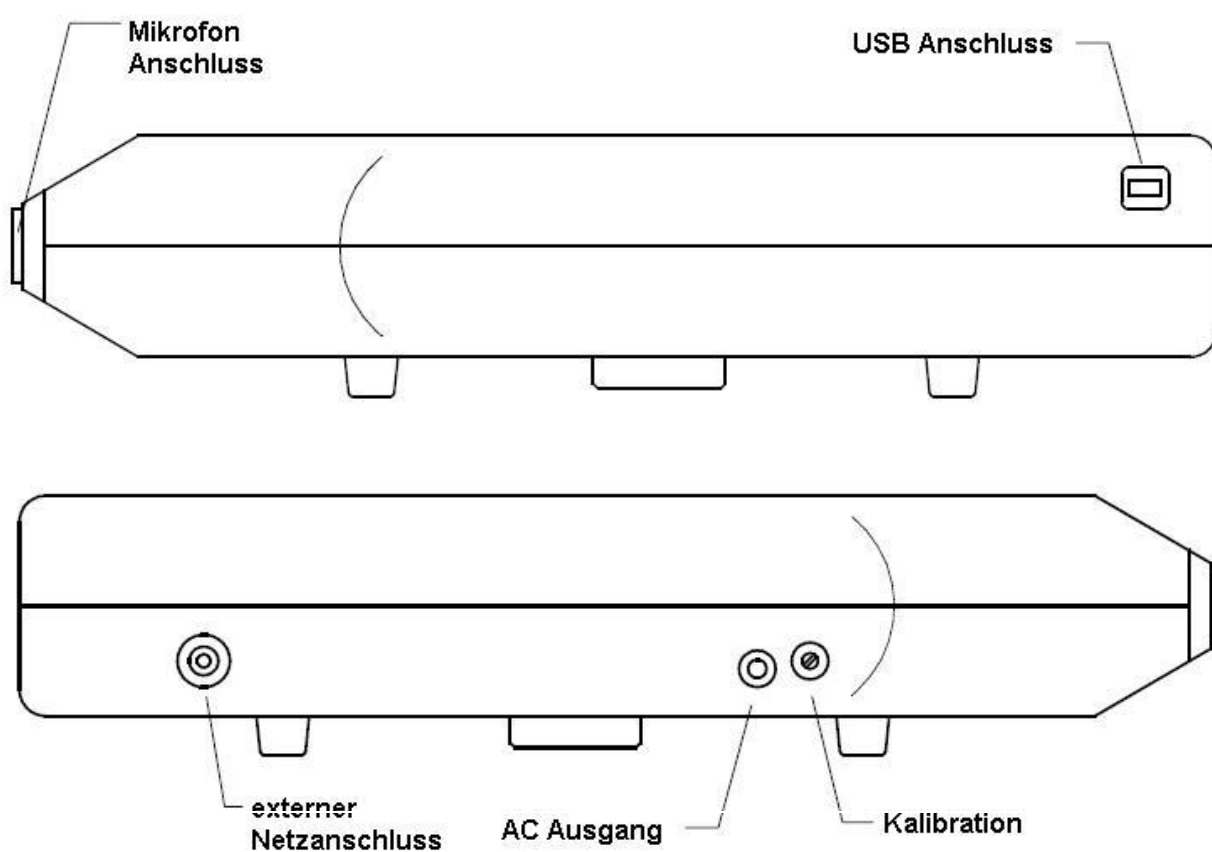 Mikrofon
Anschluss
USB Anschluss
externer
Netzanschluss
AC Ausgang
Kalibration